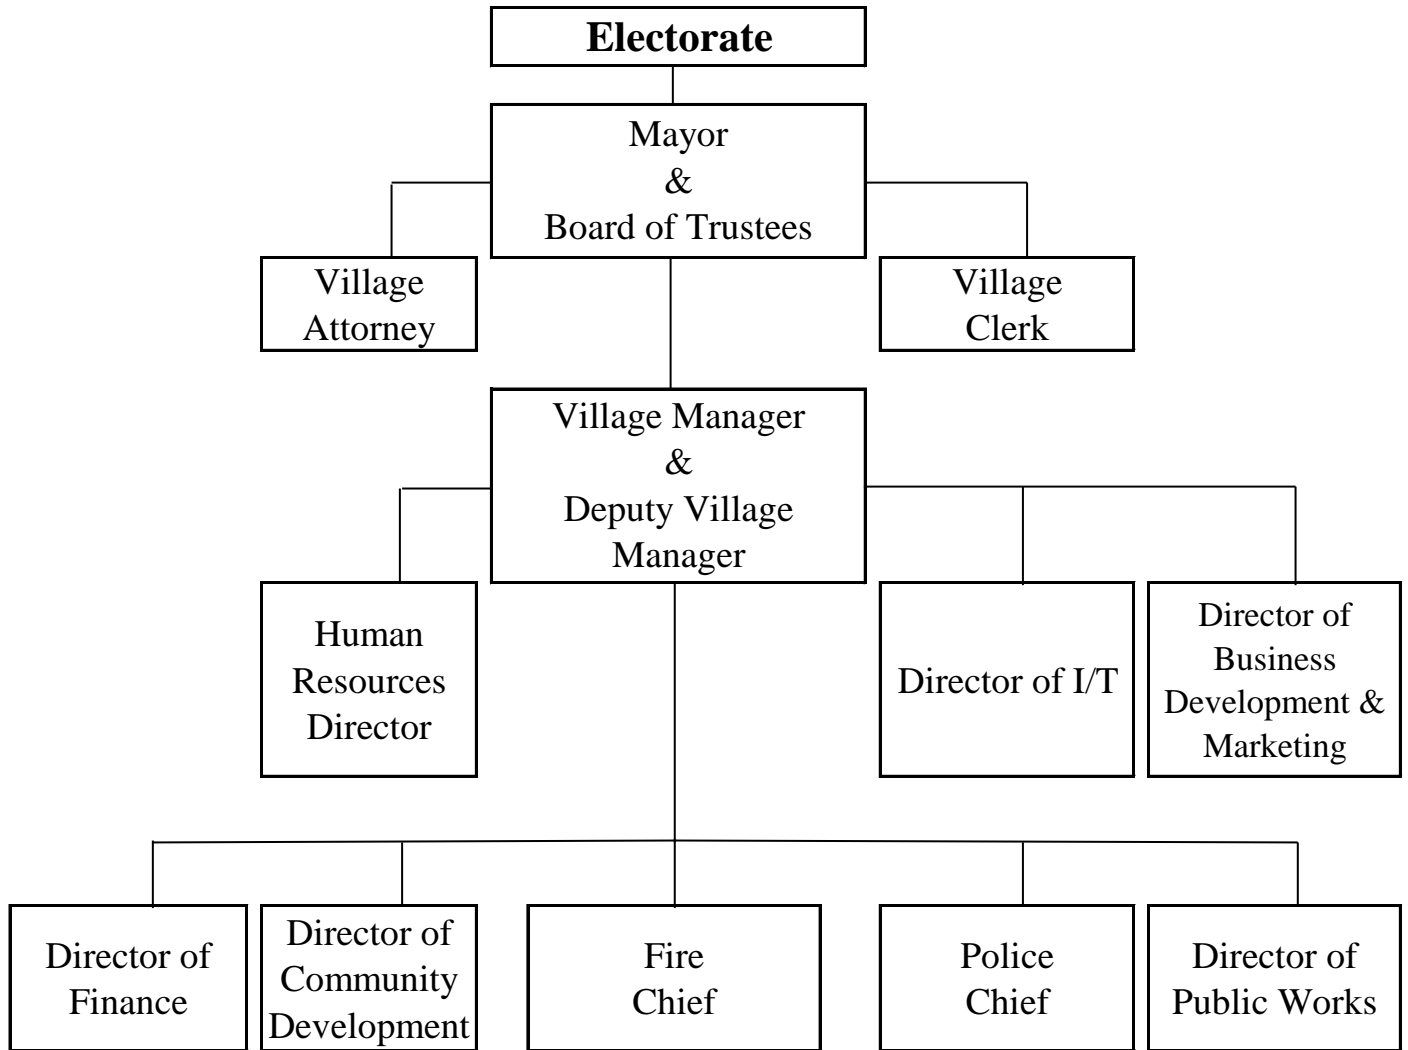 Electorate
Mayor
&
Board of Trustees
Village
Attorney
Village
Clerk
Village Manager
&
Deputy Village
Manager
Human
Resources
Director
Director of I/T
Director of
Business
Development &
Marketing
Director of
Finance
Director of
Community
Development
Fire
Chief
Police
Chief
Director of
Public Works